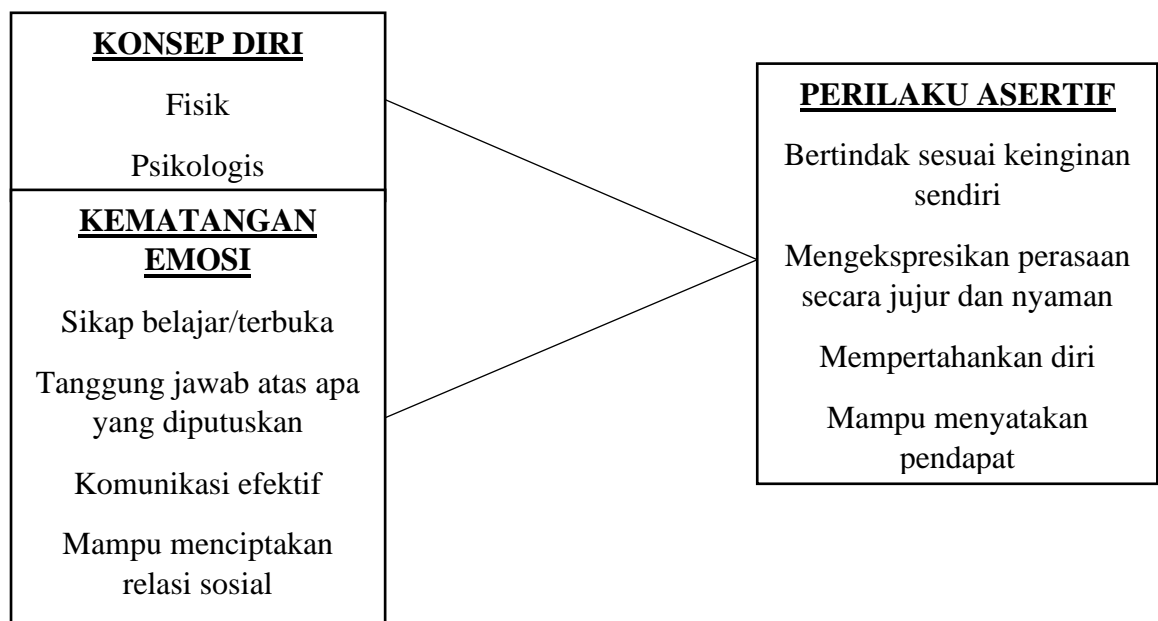 KONSEP DIRI
Fisik
Psikologis
KEMATANGAN
EMOSI
Sikap belajar/terbuka
Tanggung jawab atas apa
yang diputuskan
Komunikasi efektif
Mampu menciptakan
relasi sosial
PERILAKU ASERTIF
Bertindak sesuai keinginan
sendiri
Mengekspresikan perasaan
secara jujur dan nyaman
Mempertahankan diri
Mampu menyatakan
pendapat